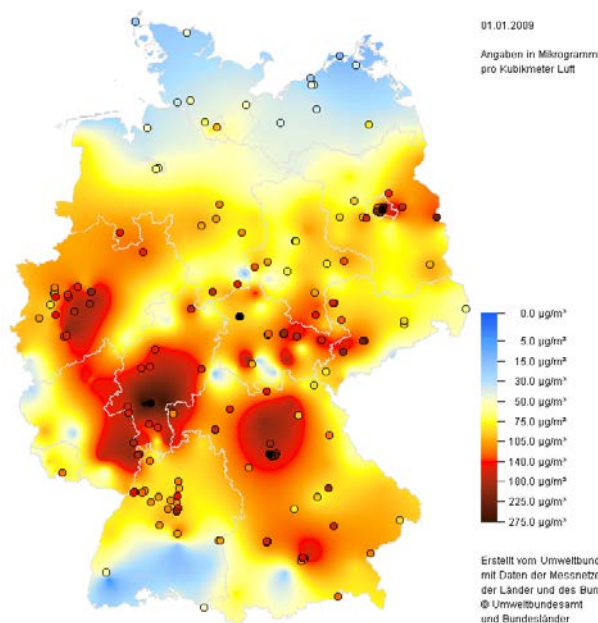 01.01.2009
Angaben in Mikrogramm
pro Kubikmeter Luft
0.0 µg/m³
5.0 µg/m³
15.0 µg/m³
30.0 µg/m³
50.0 µg/m³
75.0 µg/m³
105.0 µg/m³
140.0 µg/m³
180.0 µg/m³
225.0 µg/m³
275.0 µg/m³
Erstellt vom Umweltbund
mit Daten der Messnetze
der Länder und des Bun
@ Umweltbundesamt
und Bundesländer